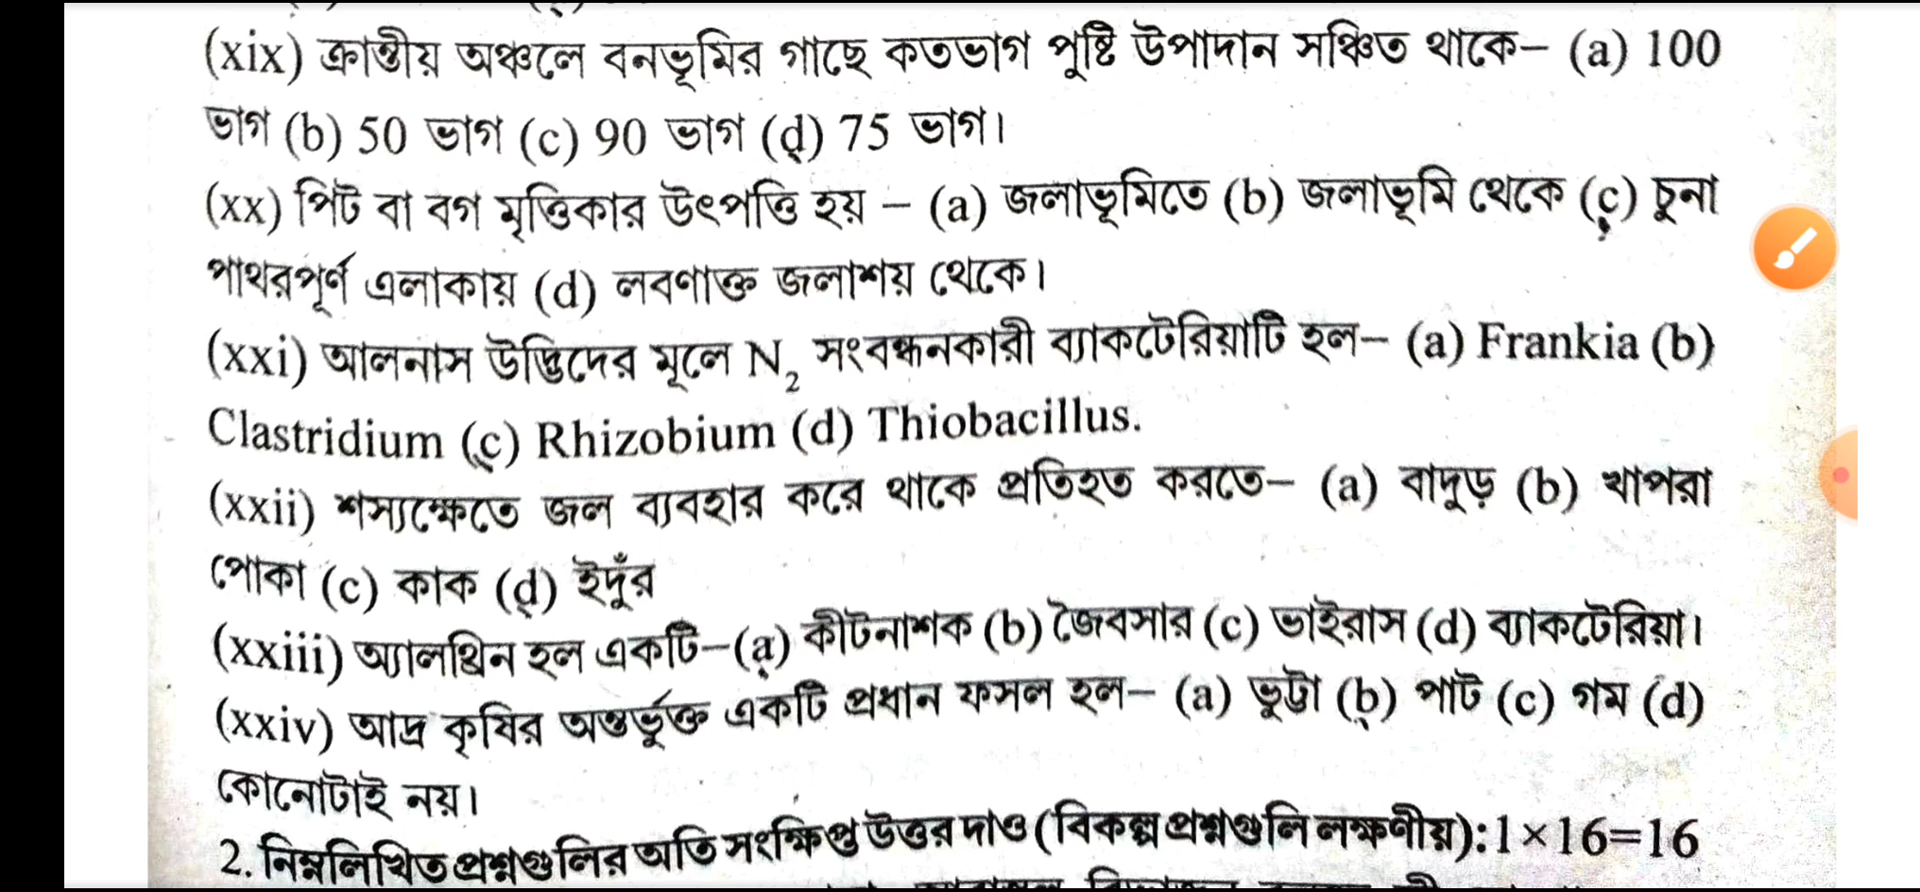 (xix) ক্রান্তীয় অঞ্চলে বনভূমির গাছে কতভাগ পুষ্টি উপাদান সঞ্চিত থাকে– (a) 100
ভাগ (b) 50 ভাগ (c) 90 ভাগ (d) 75 ভাগ।
(xx) পিট বা বগ মৃত্তিকার উৎপত্তি হয় – (a) জলাভূমিতে (b) জলাভূমি থেকে (c) চুনা
পাথরপূর্ণ এলাকায় (d) লবণাক্ত জলাশয় থেকে।
(xxi) আলনাস উদ্ভিদের মূলে N₂ সংবন্ধনকারী ব্যাকটেরিয়াটি হল– (a) Frankia (b)
Clastridium (c) Rhizobium (d) Thiobacillus.
(xxii) শস্যক্ষেতে জল ব্যবহার করে থাকে প্রতিহত করতে– (a) বাদুড় (b) খাপরা
পোকা (c) কাক (d) ইদুঁর
(xxiii) অ্যালথ্রিন হল একটি–(a) কীটনাশক (b) জৈবসার (c) ভাইরাস (d) ব্যাকটেরিয়া।
(xxiv) আদ্র কৃষির অন্তর্ভুক্ত একটি প্রধান ফসল হল– (a) ভুট্টা (b) পাট (c) গম (d)
কোনোটাই নয়।
2. নিম্নলিখিত প্রশ্নগুলির অতি সংক্ষিপ্ত উত্তর দাও (বিকল্প প্রশ্নগুলি লক্ষণীয়): 1×16=16